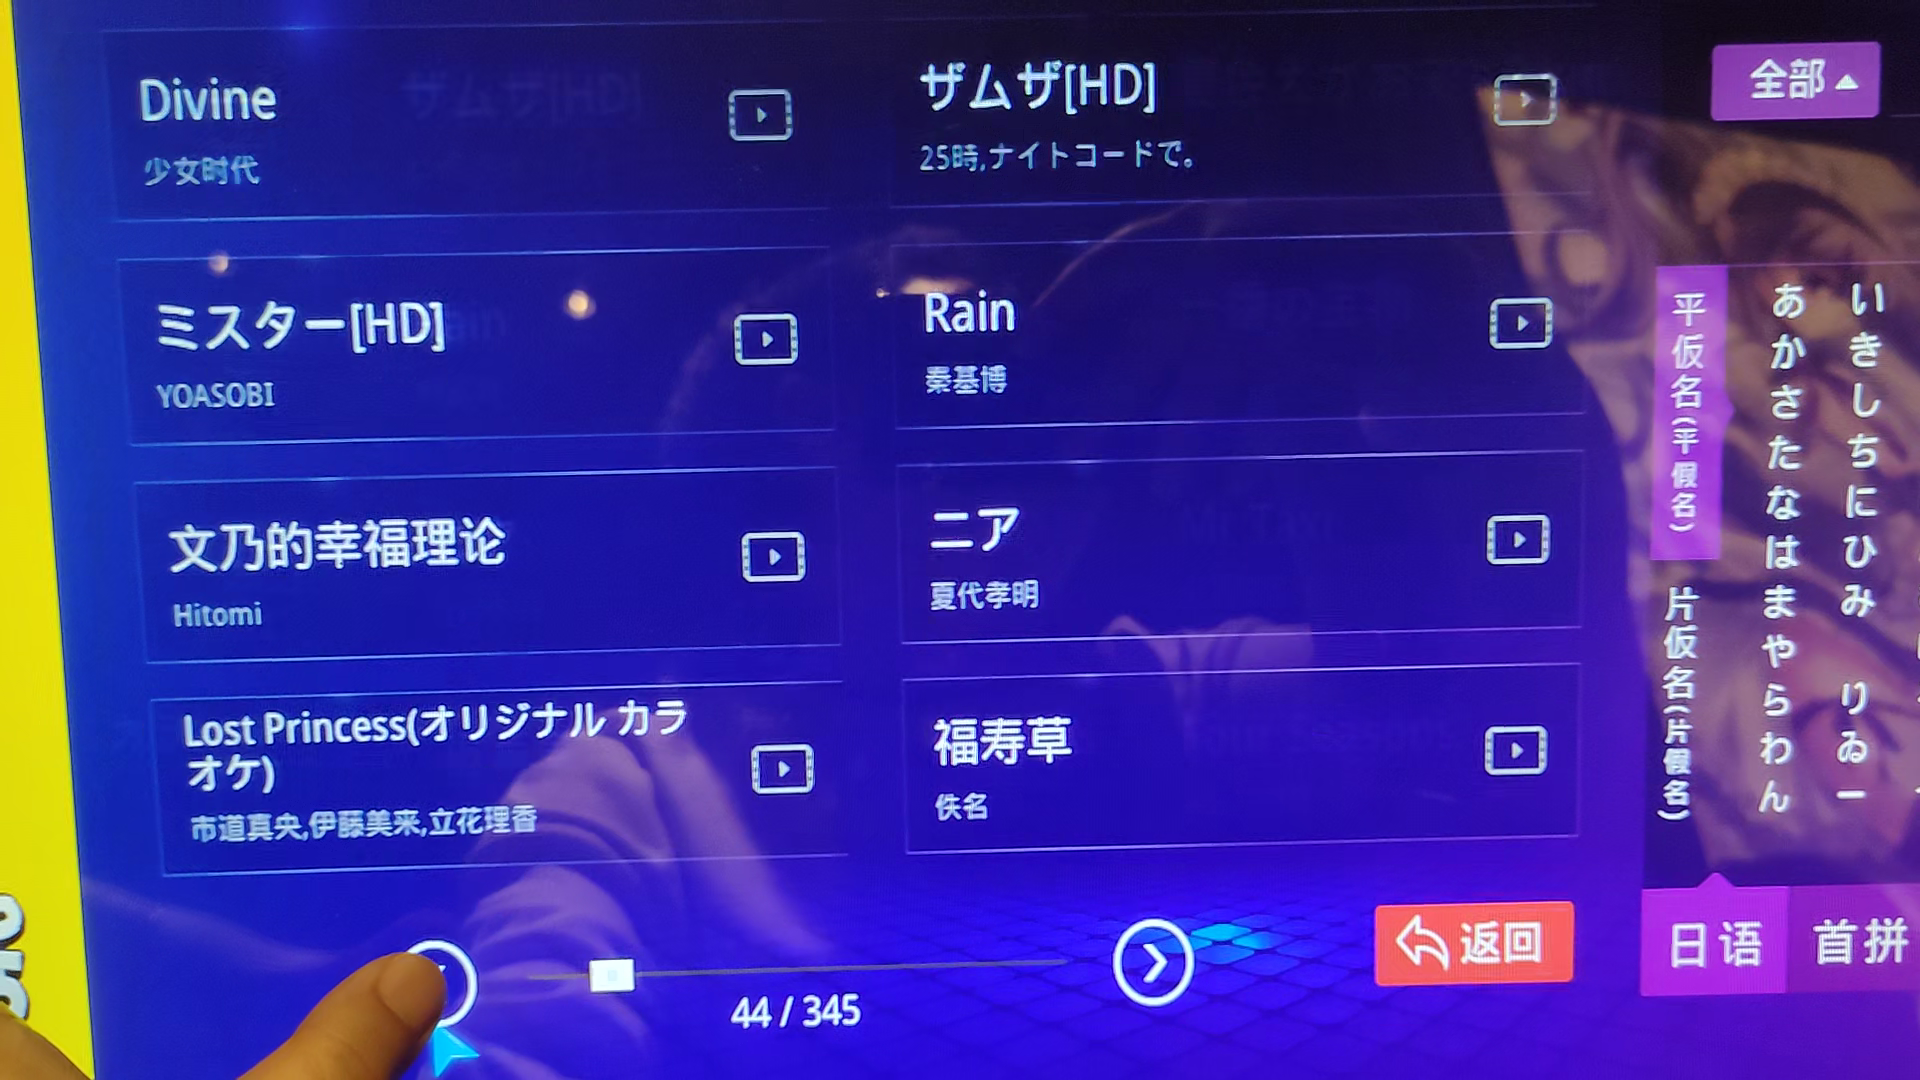 Divine
少女时代
ザムザ[HD]
25時,ナイトコードで。
ミスター[HD]
YOASOBI
Rain
秦基博
文乃的幸福理论
Hitomi
ニア
夏代孝明
Lost Princess(オリジナル カラ
オケ)
市道真央,伊藤美来,立花理香
福寿草
佚名
44 / 345
返回
全部
平仮名(平假名)
片仮名(片假名)
あかさたなはまやらわん
いきしちにひみ りゐー
日语
首拼